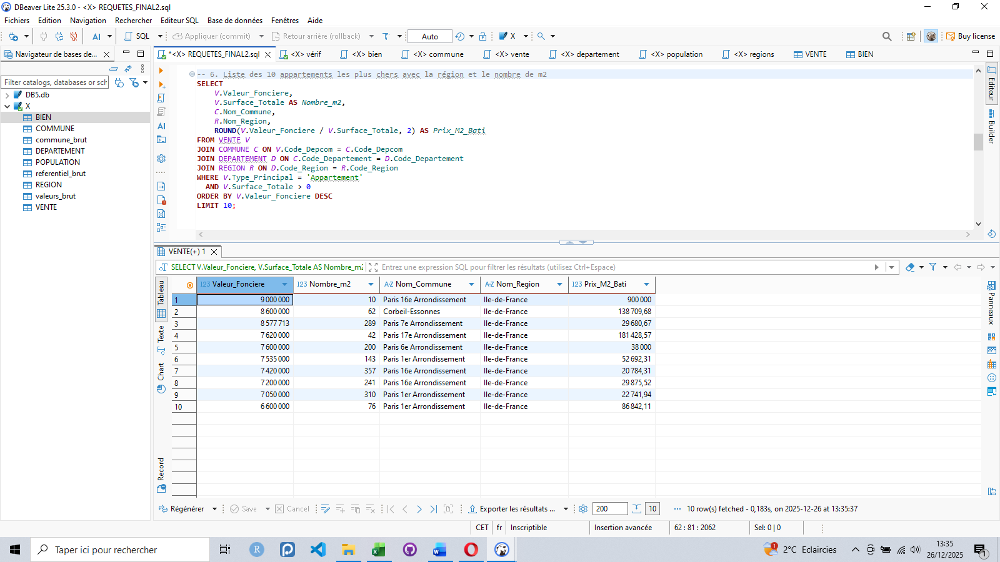 DBeaver Lite 25.3.0 - <X> REQUETES_FINAL2.sql
Fichiers Edition Navigation Rechercher Editeur SQL Base de données Fenêtres Aide
AI SQL Appliquer (commit) Retour arrière (rollback) T Auto X Buy license
Navigateur de bases de...
*<X> REQUETES_FINAL2.sql <X> vérif <X> bien <X> commune <X> vente <X> departement <X> population <X> regions VENTE BIEN
Filter catalogs, databases or sch
DB5.db
X
BIEN
COMMUNE
commune_brut
DEPARTEMENT
POPULATION
referentiel_brut
REGION
valeurs_brut
VENTE
AI
-- 6. Liste des 10 appartements les plus chers avec la région et le nombre de m2
SELECT
V.Valeur_Fonciere,
V.Surface_Totale AS Nombre_m2,
C.Nom_Commune,
R.Nom_Region,
ROUND(V.Valeur_Fonciere / V.Surface_Totale, 2) AS Prix_M2_Bati
FROM VENTE V
JOIN COMMUNE C ON V.Code_Depcom = C.Code_Depcom
JOIN DEPARTEMENT D ON C.Code_Departement = D.Code_Departement
JOIN REGION R ON D.Code_Region = R.Code_Region
WHERE V.Type_Principal = 'Appartement'
AND V.Surface_Totale > 0
ORDER BY V.Valeur_Fonciere DESC
LIMIT 10;
Editeur
Builder
VENTE(+) 1
SELECT V.Valeur_Fonciere, V.Surface_Totale AS Nombre_m2 Entrez une expression SQL pour filtrer les résultats (utilisez Ctrl+Espace)
Tableau
Texte
Chart
Record
123 Valeur_Fonciere 123 Nombre_m2 A-Z Nom_Commune A-Z Nom_Region 123 Prix_M2_Bati
1 9 000 000 10 Paris 16e Arrondissement Ile-de-France 900 000
2 8 600 000 62 Corbeil-Essonnes Ile-de-France 138 709,68
3 8 577 713 289 Paris 7e Arrondissement Ile-de-France 29 680,67
4 7 620 000 42 Paris 17e Arrondissement Ile-de-France 181 428,57
5 7 600 000 200 Paris 6e Arrondissement Ile-de-France 38 000
6 7 535 000 143 Paris 1er Arrondissement Ile-de-France 52 692,31
7 7 420 000 357 Paris 16e Arrondissement Ile-de-France 20 784,31
8 7 200 000 241 Paris 16e Arrondissement Ile-de-France 29 875,52
9 7 050 000 310 Paris 1er Arrondissement Ile-de-France 22 741,94
10 6 600 000 76 Paris 1er Arrondissement Ile-de-France 86 842,11
Panneaux
Régénérer Save Cancel Exporter les résultats ... 200 10 ... 10 row(s) fetched - 0,183s, on 2025-12-26 at 13:35:37
CET fr Inscriptible Insertion avancée 62 : 81 : 2062 Sel: 0 | 0
Taper ici pour rechercher
1 2°C Eclaircies
13:35
26/12/2025
1